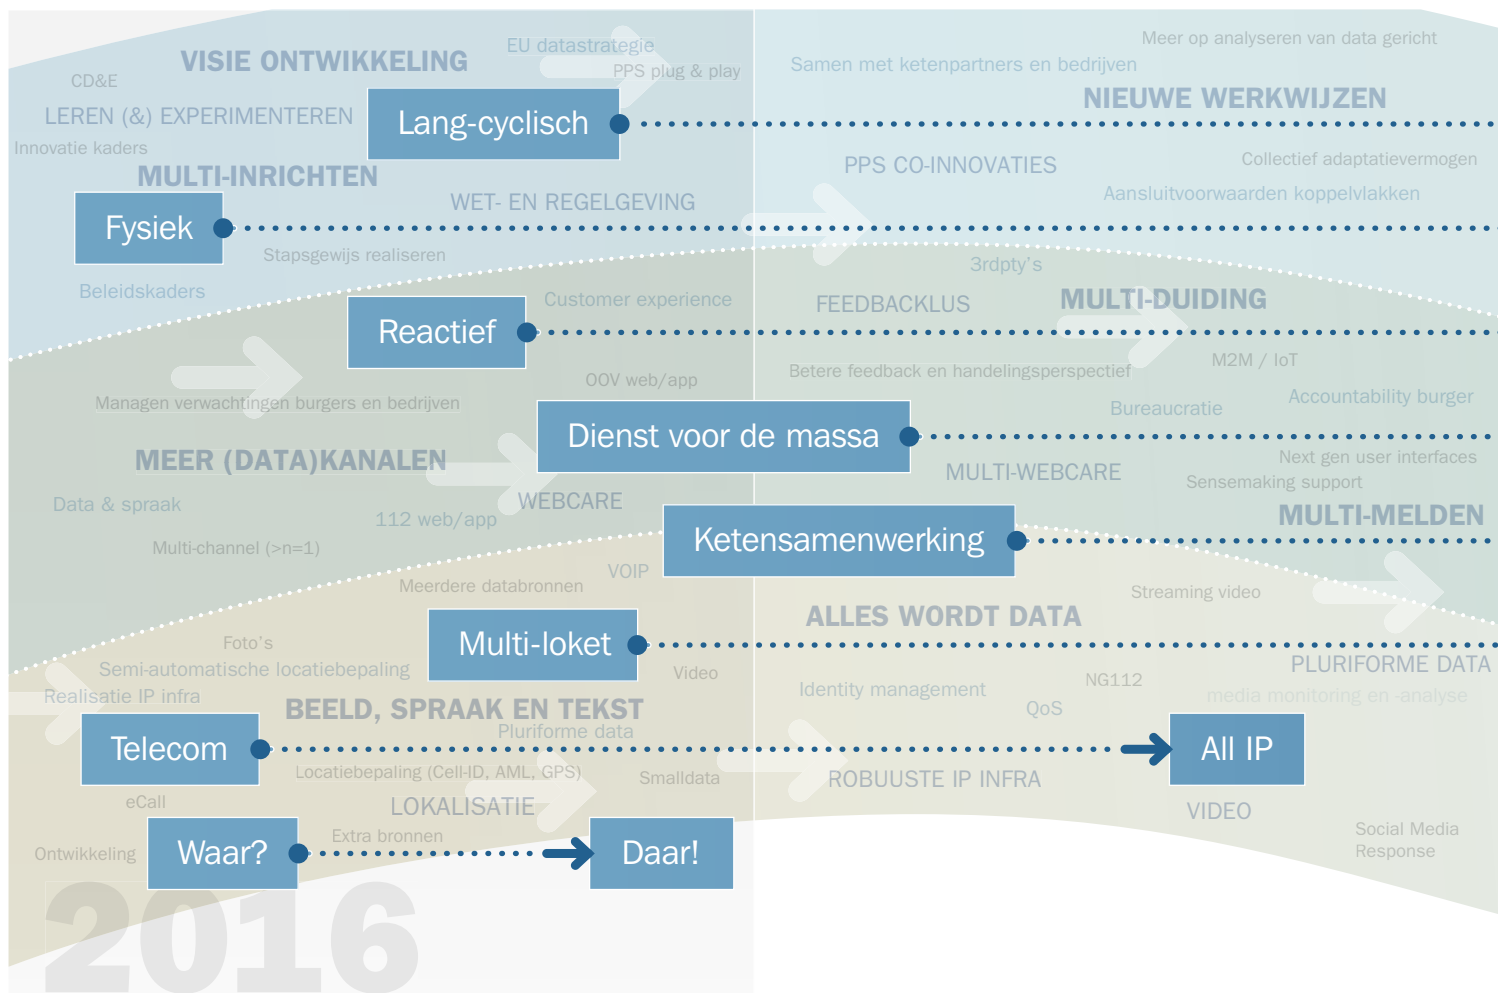 Meer op analyseren van data gericht
EU datastrategie
VISIE ONTWIKKELING
Samen met ketenpartners en bedrijven
PPS plug & play
CD&E
NIEUWE WERKWIJZEN
LEREN (&) EXPERIMENTEREN
Lang-cyclisch
Innovatie kaders
Collectief adaptatievermogen
PPS CO-INNOVATIES
MULTI-INRICHTEN
Aansluitvoorwaarden koppelvlakken
WET- EN REGELGEVING
Fysiek
Stapsgewijs realiseren
3rdpty's
Beleidskaders
Customer experience
MULTI-DUIDING
FEEDBACKLUS
Reactief
M2M / IoT
Betere feedback en handelingsperspectief
OOV web/app
Accountability burger
Managen verwachtingen burgers en bedrijven
Bureaucratie
Dienst voor de massa
Next gen user interfaces
MEER (DATA)KANALEN
MULTI-WEBCARE
Sensemaking support
WEBCARE
Data & spraak
MULTI-MELDEN
112 web/app
Ketensamenwerking
Multi-channel (>n=1)
VOIP
Meerdere databronnen
Streaming video
ALLES WORDT DATA
Foto's
Multi-loket
PLURIFORME DATA
Semi-automatische locatiebepaling
Video
NG112
Identity management
Realisatie IP infra
media monitoring en -analyse
QoS
BEELD, SPRAAK EN TEKST
Pluriforme data
Telecom
All IP
Locatiebepaling (Cell-ID, AML, GPS)
Smalldata
ROBUUSTE IP INFRA
eCall
LOKALISATIE
VIDEO
Extra bronnen
Social Media
Response
Ontwikkeling
Waar?
Daar!
2016